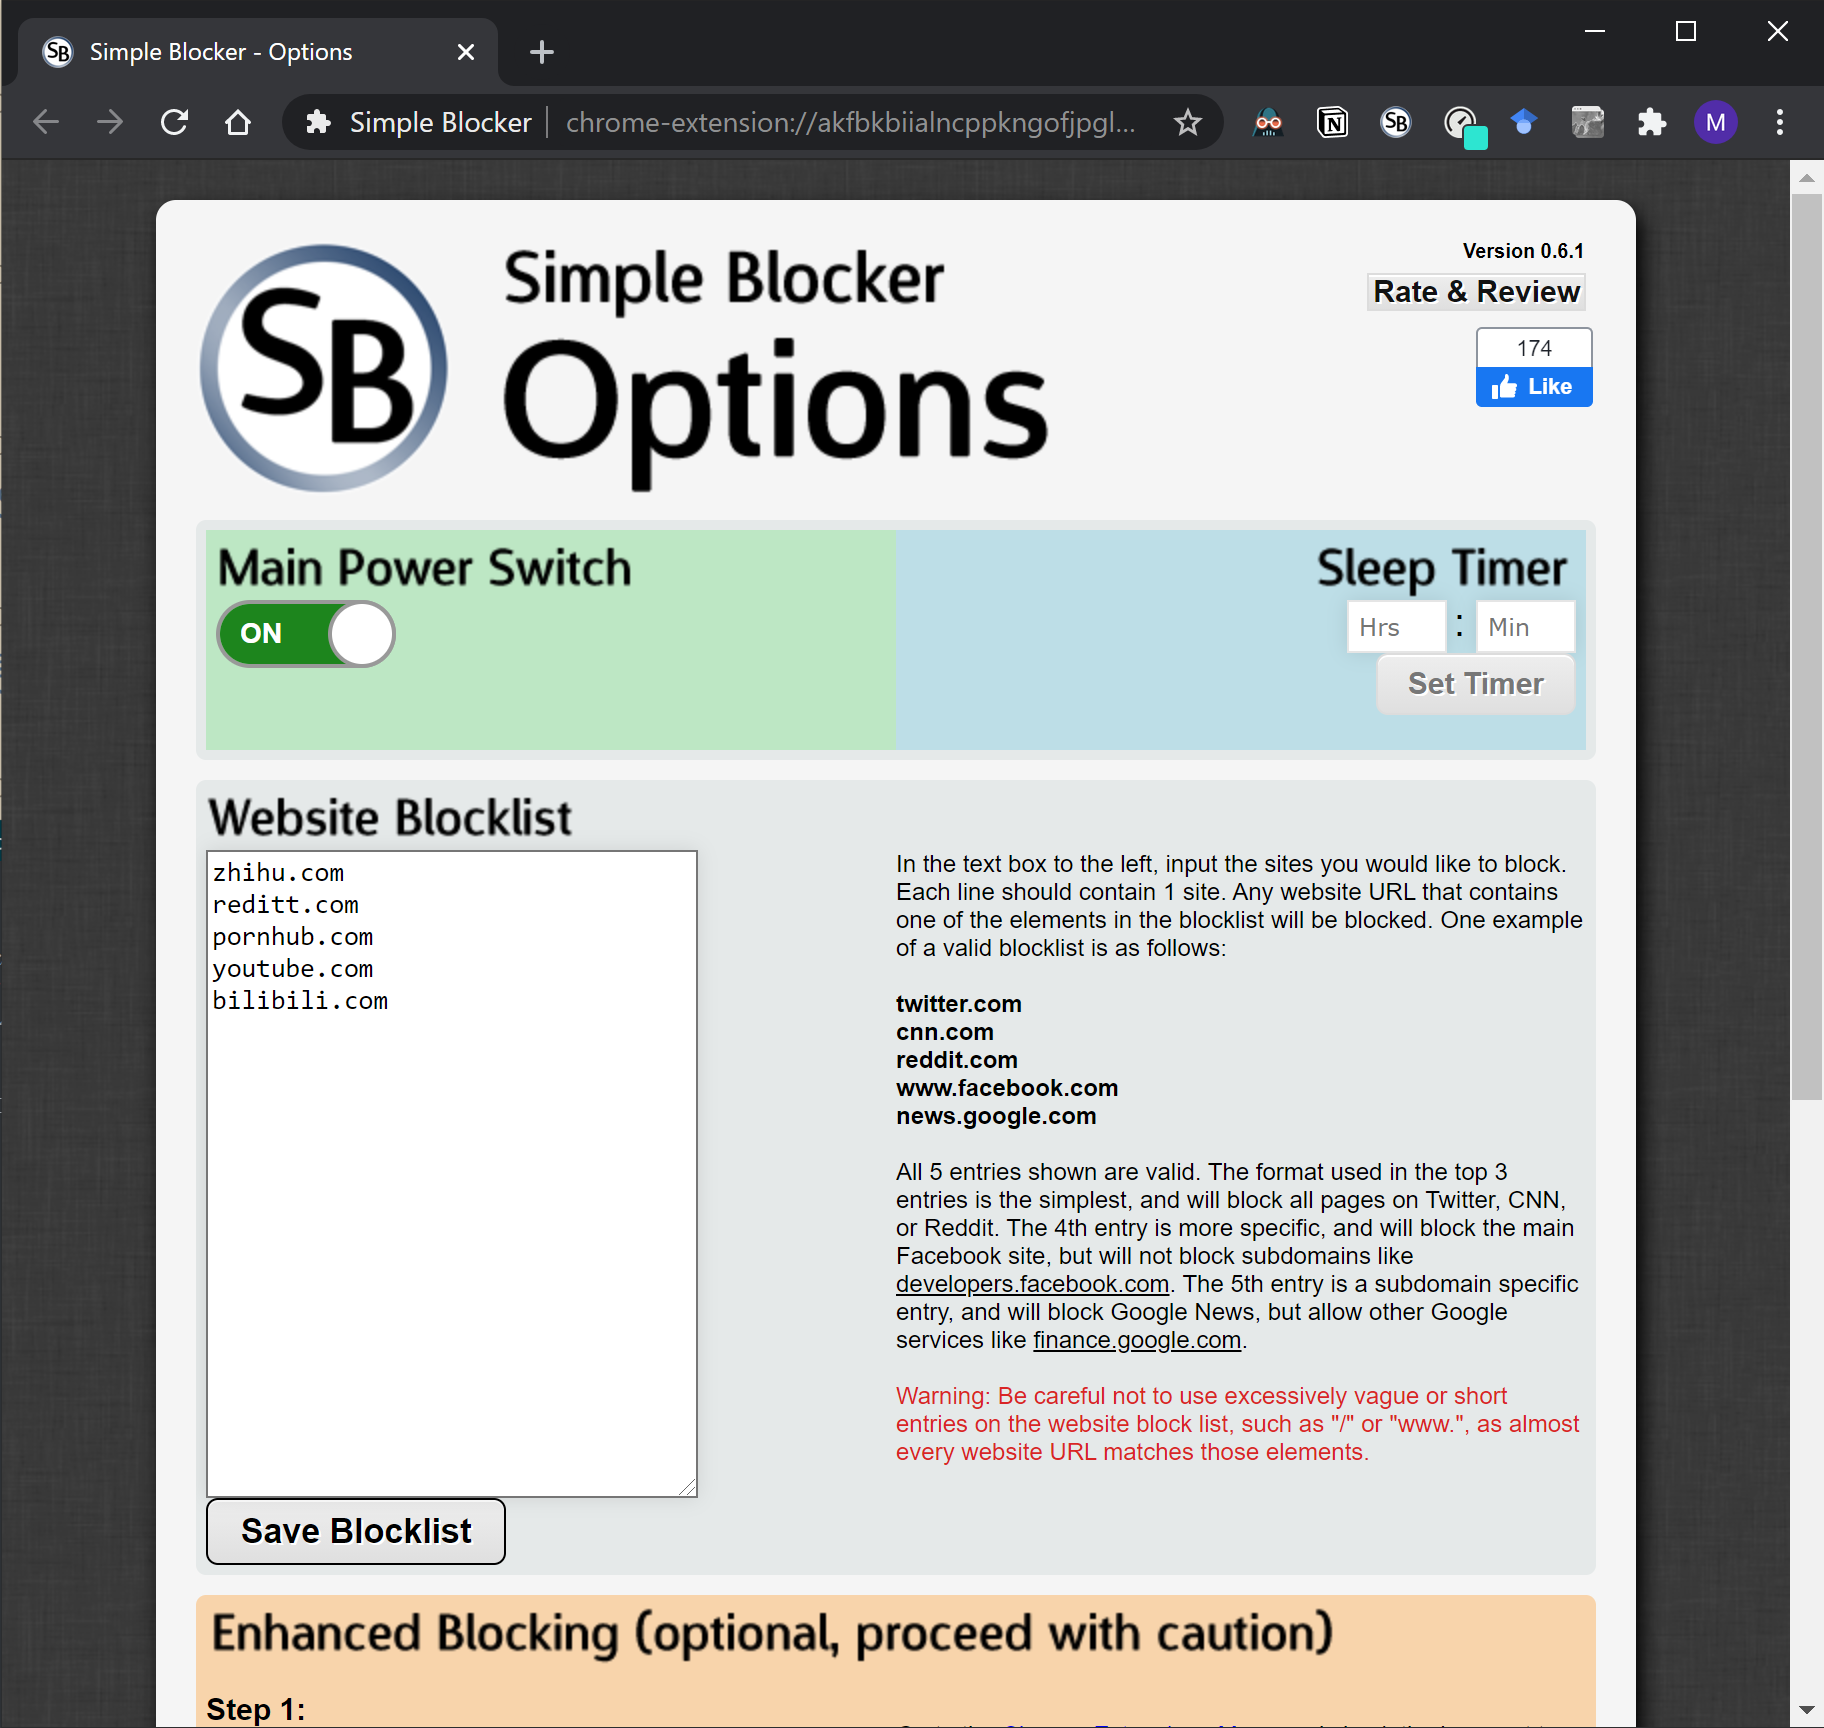 Simple Blocker - Options
Simple Blocker | chrome-extension://akfbkbiialncppkngofjpgl...
M
SB
Simple Blocker
Options
Version 0.6.1
Rate & Review
174
Like
Main Power Switch
ON
Sleep Timer
Hrs : Min
Set Timer
Website Blocklist
zhihu.com
reditt.com
pornhub.com
youtube.com
bilibili.com
Save Blocklist
In the text box to the left, input the sites you would like to block.
Each line should contain 1 site. Any website URL that contains
one of the elements in the blocklist will be blocked. One example
of a valid blocklist is as follows:
twitter.com
cnn.com
reddit.com
www.facebook.com
news.google.com
All 5 entries shown are valid. The format used in the top 3
entries is the simplest, and will block all pages on Twitter, CNN,
or Reddit. The 4th entry is more specific, and will block the main
Facebook site, but will not block subdomains like
developers.facebook.com. The 5th entry is a subdomain specific
entry, and will block Google News, but allow other Google
services like finance.google.com.
Warning: Be careful not to use excessively vague or short
entries on the website block list, such as "/" or "www.", as almost
every website URL matches those elements.
Enhanced Blocking (optional, proceed with caution)
Step 1: